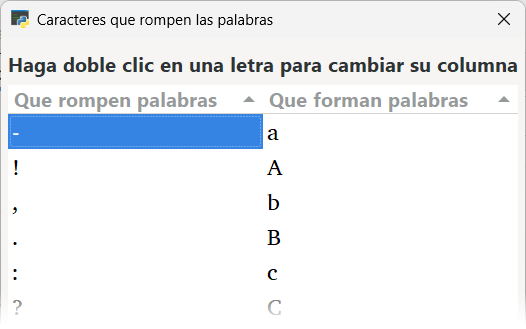 Caracteres que rompen las palabras
Haga doble clic en una letra para cambiar su columna
Que rompen palabras Que forman palabras
- a
! A
, b
. B
: c
? C